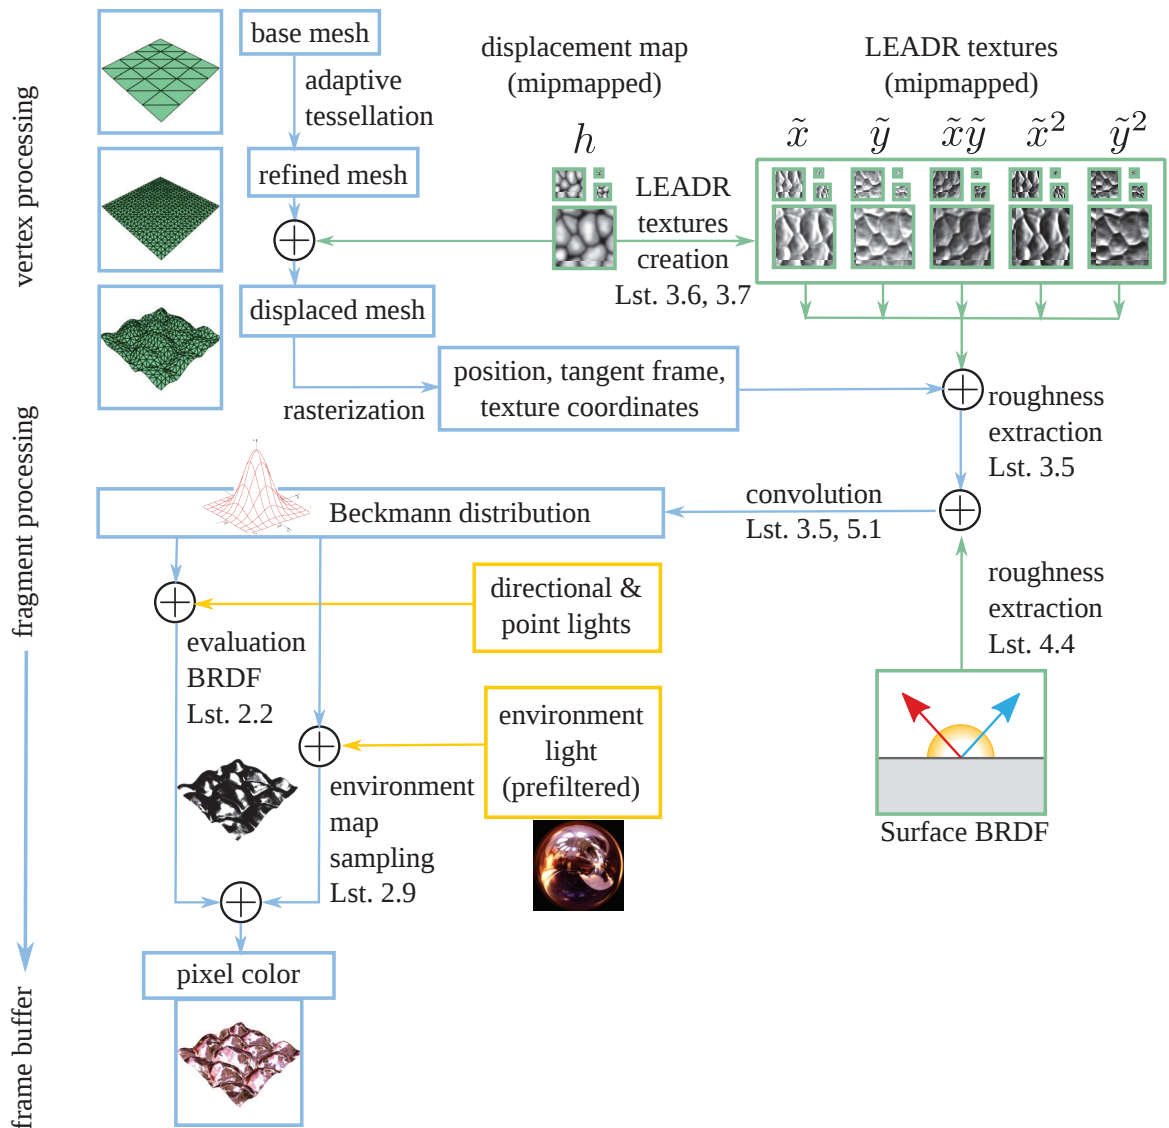 vertex processing
fragment processing
frame buffer
base mesh
adaptive
tessellation
refined mesh
displaced mesh
rasterization
displacement map
(mipmapped)
h
LEADR
textures
creation
Lst. 3.6, 3.7
LEADR textures
(mipmapped)
x̃ ỹ x̃ỹ x̃² ỹ²
position, tangent frame,
texture coordinates
roughness
extraction
Lst. 3.5
convolution
Lst. 3.5, 5.1
Beckmann distribution
roughness
extraction
Lst. 4.4
Surface BRDF
directional &
point lights
evaluation
BRDF
Lst. 2.2
environment
light
(prefiltered)
environment
map
sampling
Lst. 2.9
pixel color